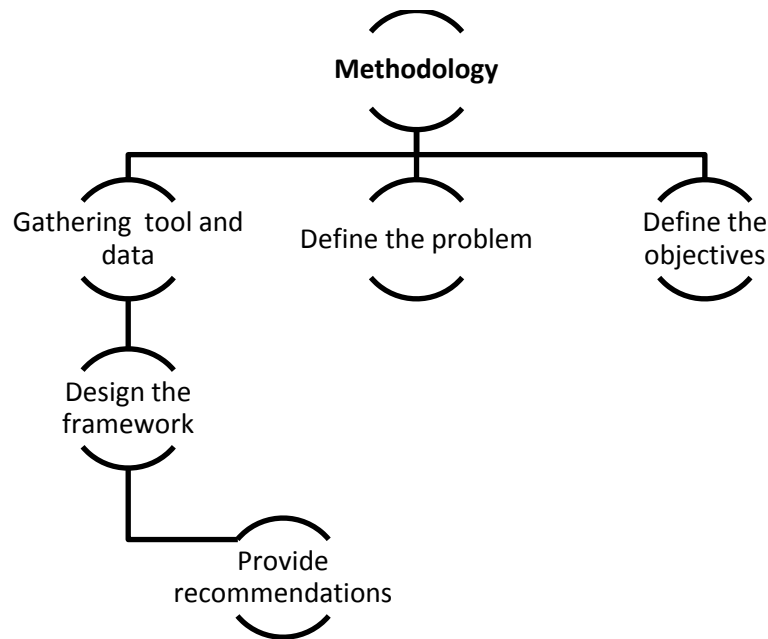 Methodology
Gathering  tool and
data
Define the problem
Define the
objectives
Design the
framework
Provide
recommendations